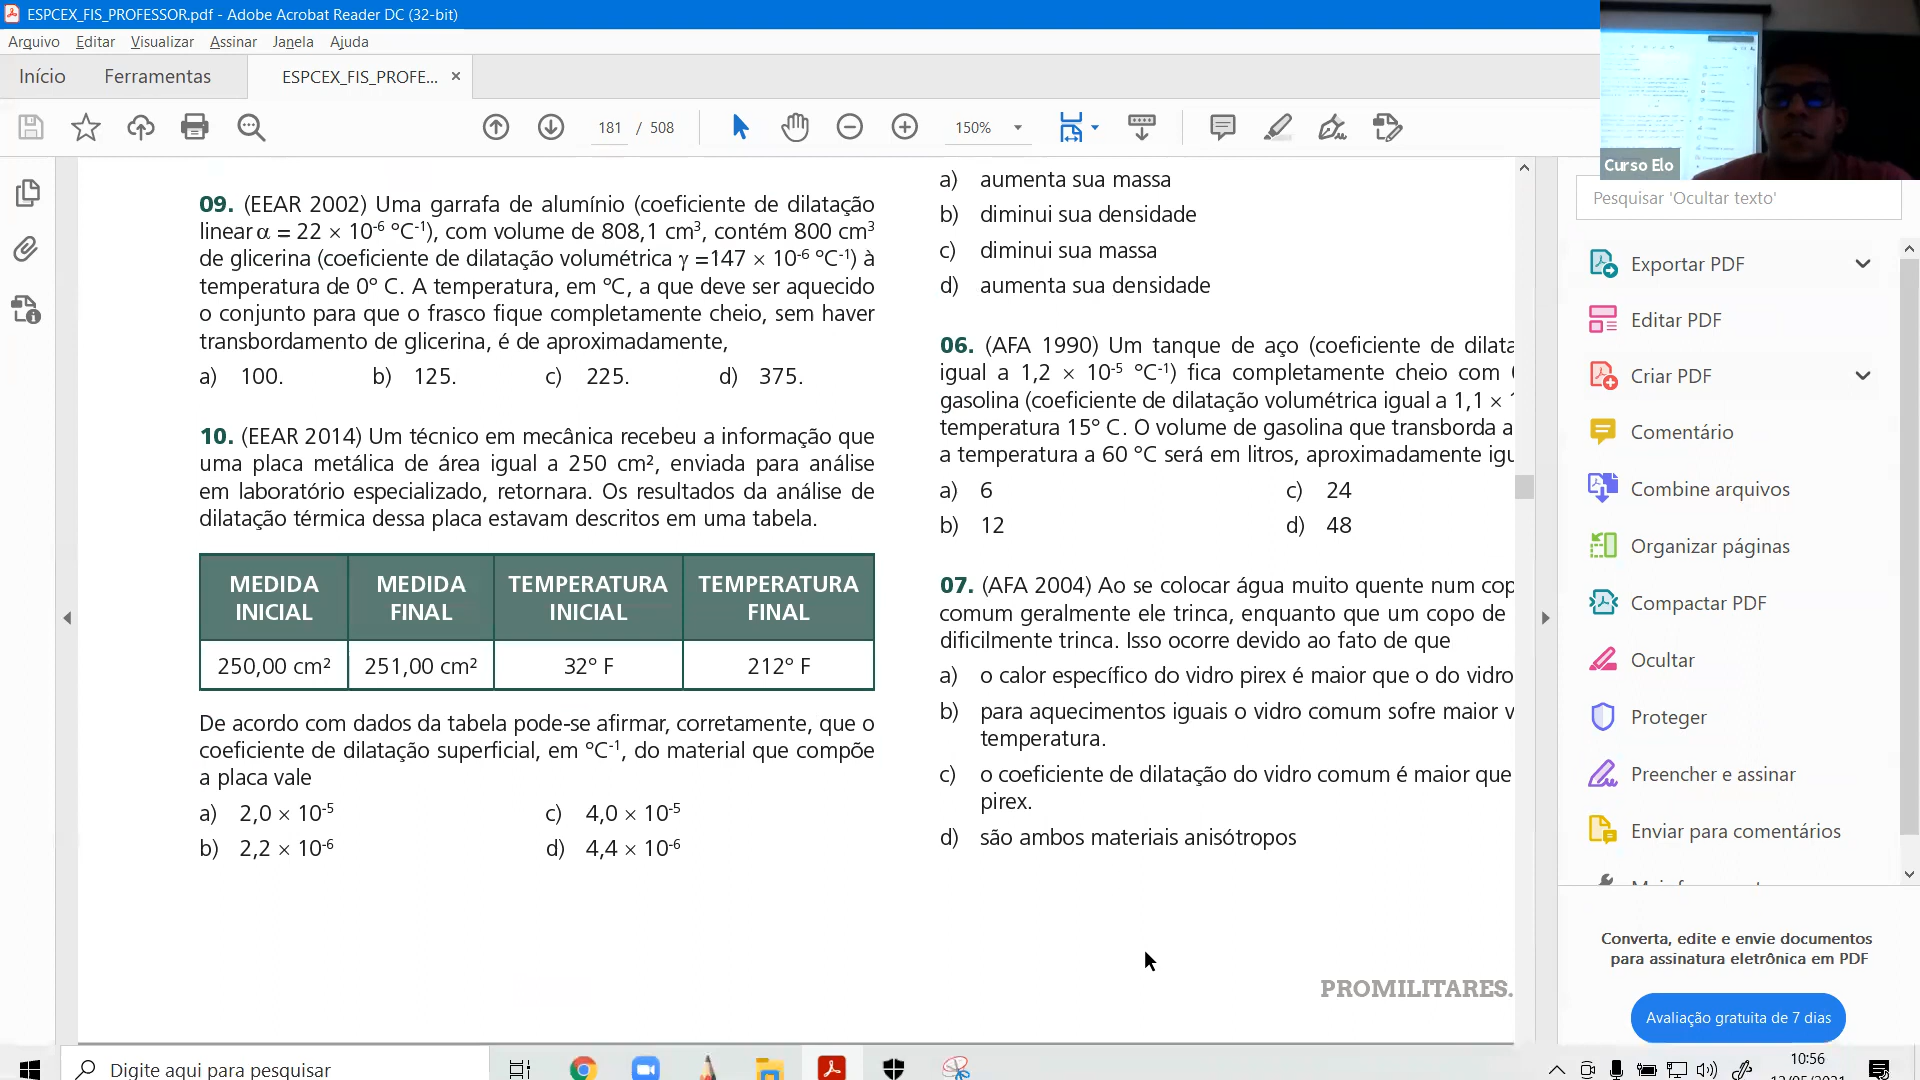 ESPCEX_FIS_PROFESSOR.pdf - Adobe Acrobat Reader DC (32-bit)
Arquivo Editar Visualizar Assinar Janela Ajuda
Início Ferramentas ESPCEX_FIS_PROFE... ×
181 / 508 150%
Curso Elo
09. (EEAR 2002) Uma garrafa de alumínio (coeficiente de dilatação
linear α = 22 × 10⁻⁶ ºC⁻¹), com volume de 808,1 cm³, contém 800 cm³
de glicerina (coeficiente de dilatação volumétrica γ =147 × 10⁻⁶ ºC⁻¹) à
temperatura de 0º C. A temperatura, em ºC, a que deve ser aquecido
o conjunto para que o frasco fique completamente cheio, sem haver
transbordamento de glicerina, é de aproximadamente,
a) 100. b) 125. c) 225. d) 375.
10. (EEAR 2014) Um técnico em mecânica recebeu a informação que
uma placa metálica de área igual a 250 cm², enviada para análise
em laboratório especializado, retornara. Os resultados da análise de
dilatação térmica dessa placa estavam descritos em uma tabela.
MEDIDA INICIAL MEDIDA FINAL TEMPERATURA INICIAL TEMPERATURA FINAL
250,00 cm² 251,00 cm² 32º F 212º F
De acordo com dados da tabela pode-se afirmar, corretamente, que o
coeficiente de dilatação superficial, em ºC⁻¹, do material que compõe
a placa vale
a) 2,0 × 10⁻⁵ c) 4,0 × 10⁻⁵
b) 2,2 × 10⁻⁶ d) 4,4 × 10⁻⁶
a) aumenta sua massa
b) diminui sua densidade
c) diminui sua massa
d) aumenta sua densidade
06. (AFA 1990) Um tanque de aço (coeficiente de dilata
igual a 1,2 × 10⁻⁵ ºC⁻¹) fica completamente cheio com
gasolina (coeficiente de dilatação volumétrica igual a 1,1 ×
temperatura 15º C. O volume de gasolina que transborda a
a temperatura a 60 ºC será em litros, aproximadamente igu
a) 6 c) 24
b) 12 d) 48
07. (AFA 2004) Ao se colocar água muito quente num cop
comum geralmente ele trinca, enquanto que um copo de
dificilmente trinca. Isso ocorre devido ao fato de que
a) o calor específico do vidro pirex é maior que o do vidro
b) para aquecimentos iguais o vidro comum sofre maior v
temperatura.
c) o coeficiente de dilatação do vidro comum é maior que
pirex.
d) são ambos materiais anisótropos
PROMILITARES.
Pesquisar 'Ocultar texto'
Exportar PDF
Editar PDF
Criar PDF
Comentário
Combine arquivos
Organizar páginas
Compactar PDF
Ocultar
Proteger
Preencher e assinar
Enviar para comentários
Converta, edite e envie documentos
para assinatura eletrônica em PDF
Avaliação gratuita de 7 dias
Digite aqui para pesquisar
10:56